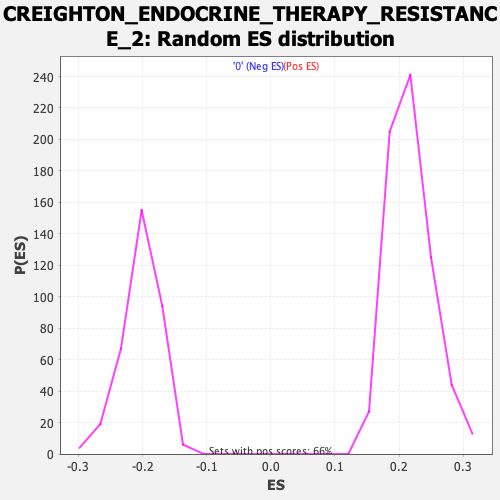 CREIGHTON_ENDOCRINE_THERAPY_RESISTANC
E_2: Random ES distribution
'0' (Neg ES)(Pos ES)
240
220
200
180
160
140
120
100
80
60
40
20
0
P(ES)
Sets with pos scores: 66%
-0.3 -0.2 -0.1 0.0 0.1 0.2 0.3
ES